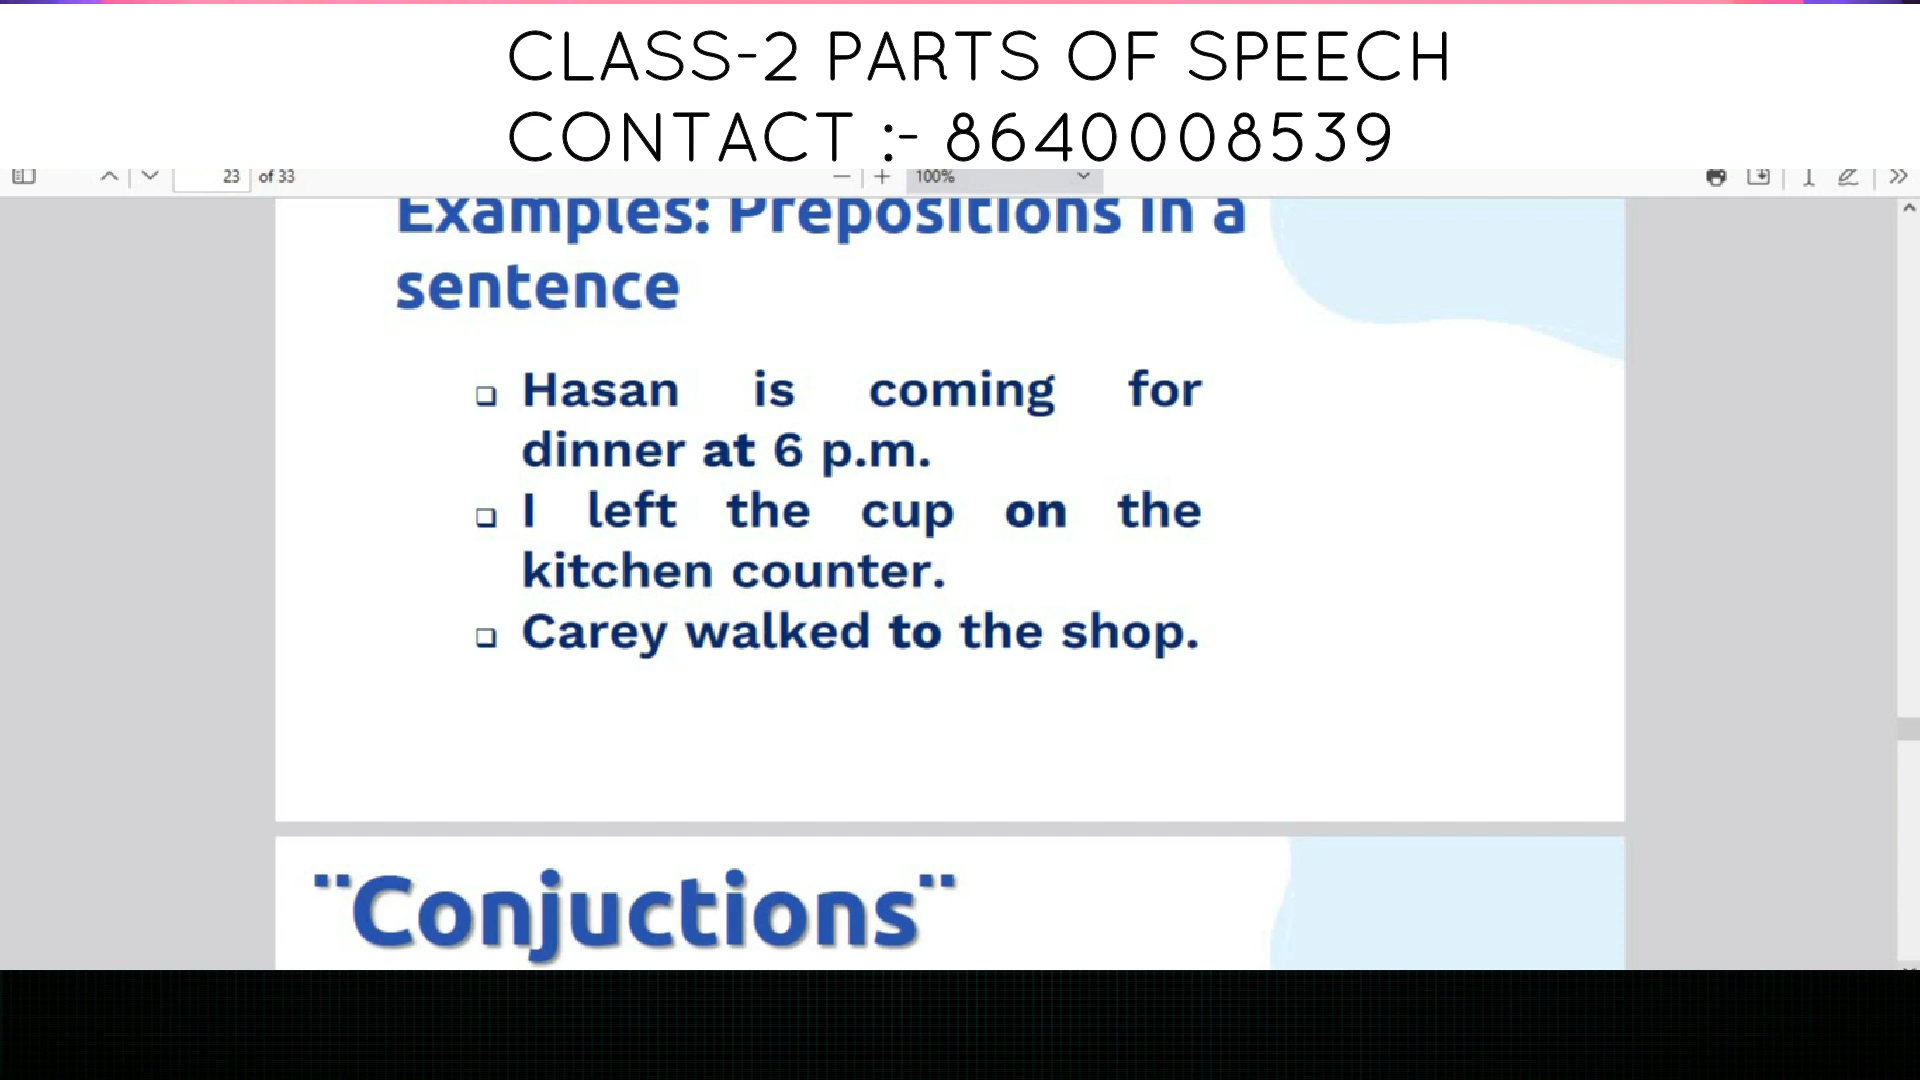 CLASS-2 PARTS OF SPEECH
CONTACT :- 8640008539
23 of 33
100%
Examples: Prepositions in a
sentence
❑ Hasan is coming for
dinner at 6 p.m.
❑ I left the cup on the
kitchen counter.
❑ Carey walked to the shop.
¨Conjuctions¨